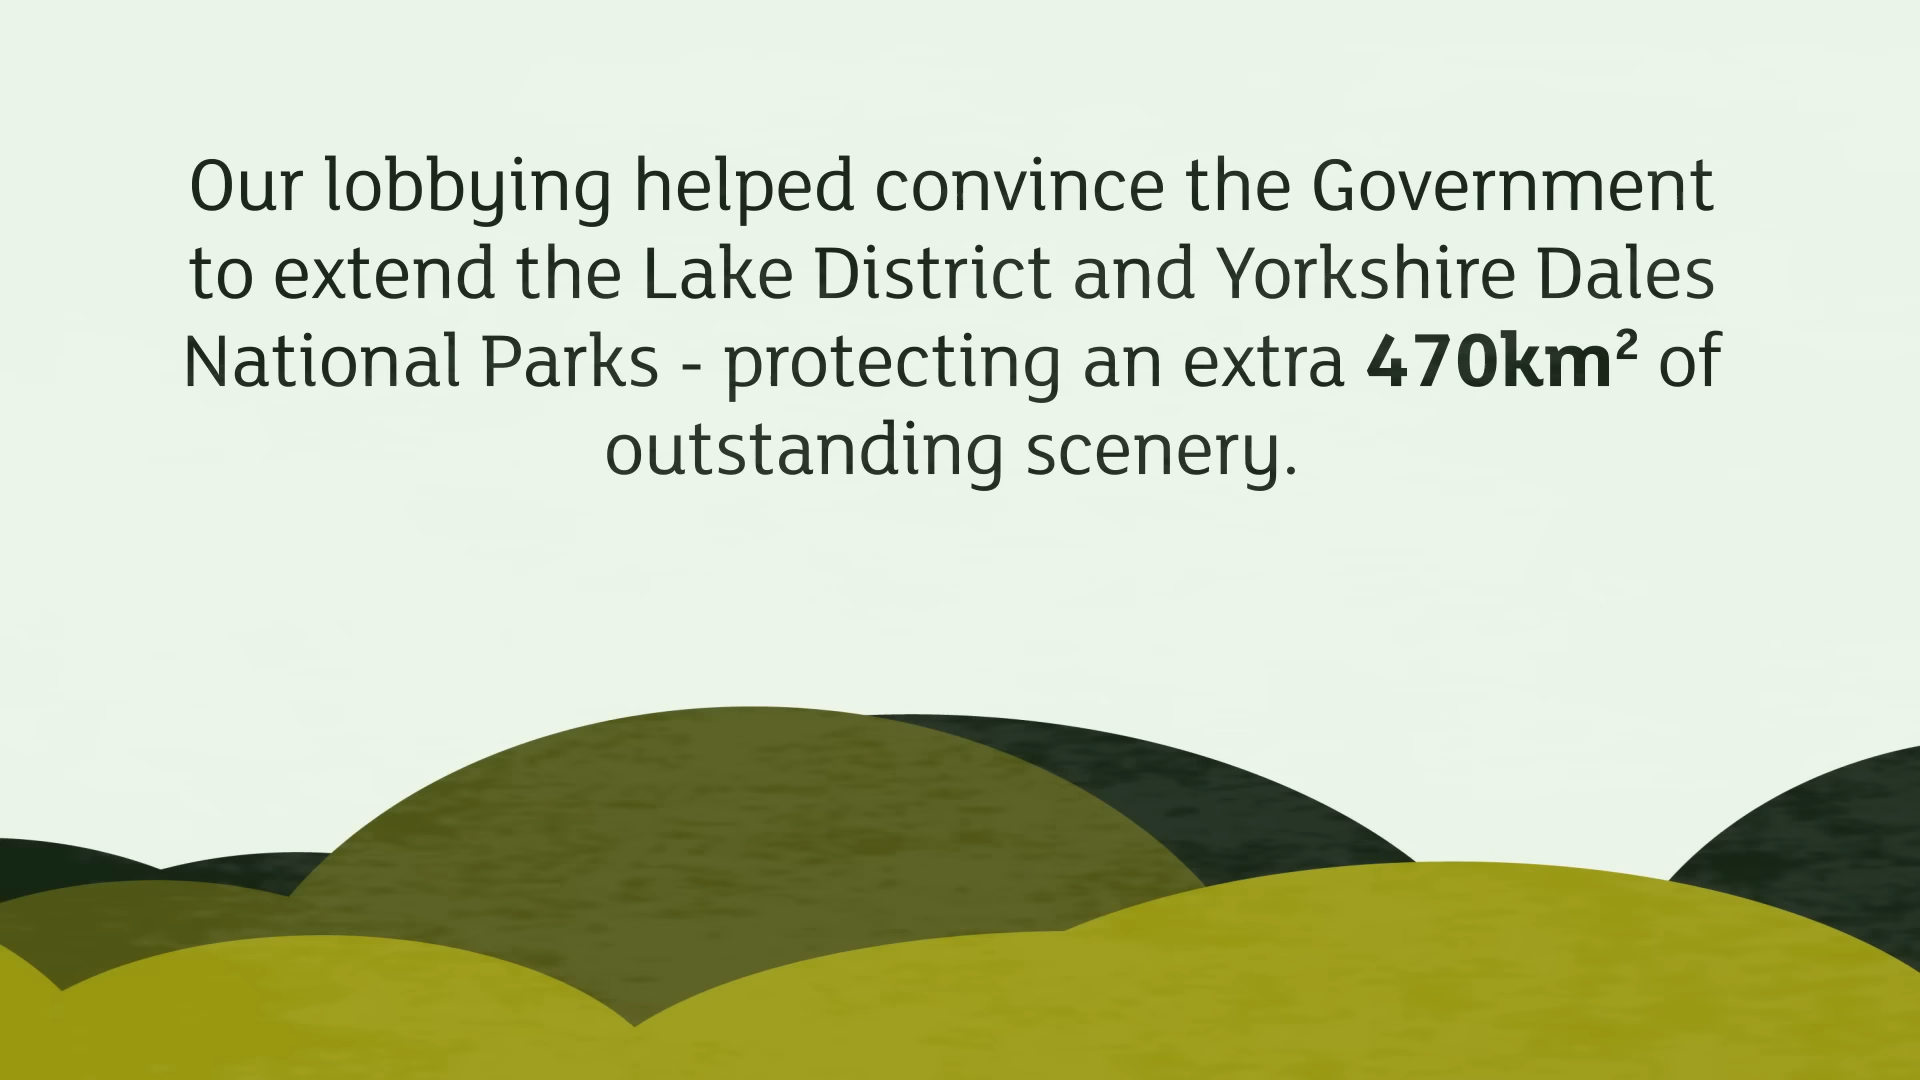 Our lobbying helped convince the Government
to extend the Lake District and Yorkshire Dales
National Parks - protecting an extra 470km² of
outstanding scenery.